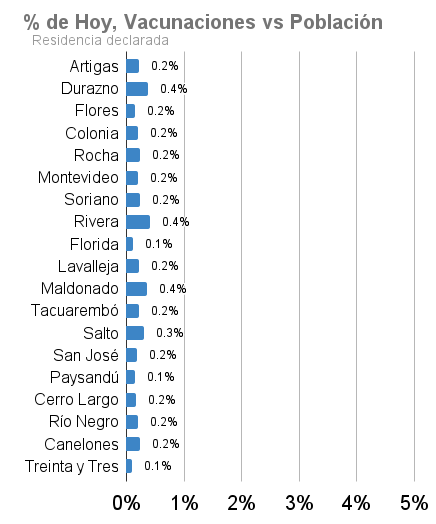 % de Hoy, Vacunaciones vs Población
Residencia declarada
Artigas 0.2%
Durazno 0.4%
Flores 0.2%
Colonia 0.2%
Rocha 0.2%
Montevideo 0.2%
Soriano 0.2%
Rivera 0.4%
Florida 0.1%
Lavalleja 0.2%
Maldonado 0.4%
Tacuarembó 0.2%
Salto 0.3%
San José 0.2%
Paysandú 0.1%
Cerro Largo 0.2%
Río Negro 0.2%
Canelones 0.2%
Treinta y Tres 0.1%
0% 1% 2% 3% 4% 5%